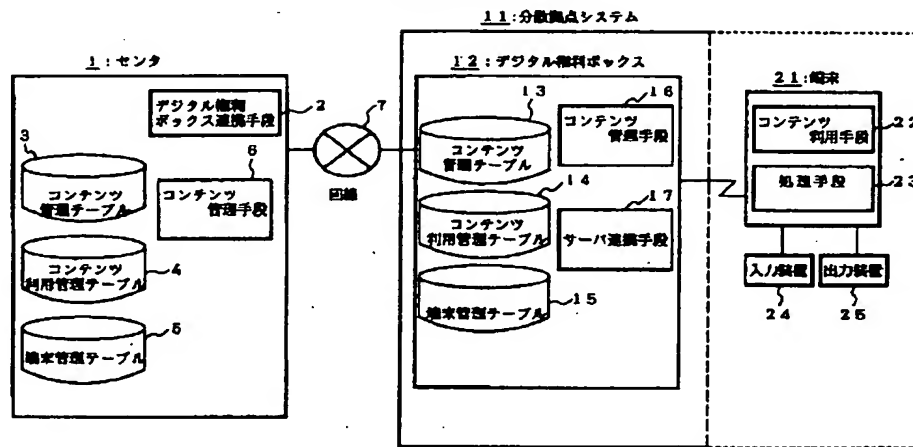 11:分散拠点システム
1:センタ
デジタル権利
ボックス連携手段
2
3
コンテンツ
管理テーブル
6
コンテンツ
管理手段
コンテンツ
利用管理テーブル
4
5
端末管理テーブル
7
回線
12:デジタル権利ボックス
13
コンテンツ
管理テーブル
16
コンテンツ
管理手段
14
コンテンツ
利用管理テーブル
17
サーバ連携手段
15
端末管理テーブル
21:端末
コンテンツ
利用手段
22
処理手段
23
入力装置
24
出力装置
25